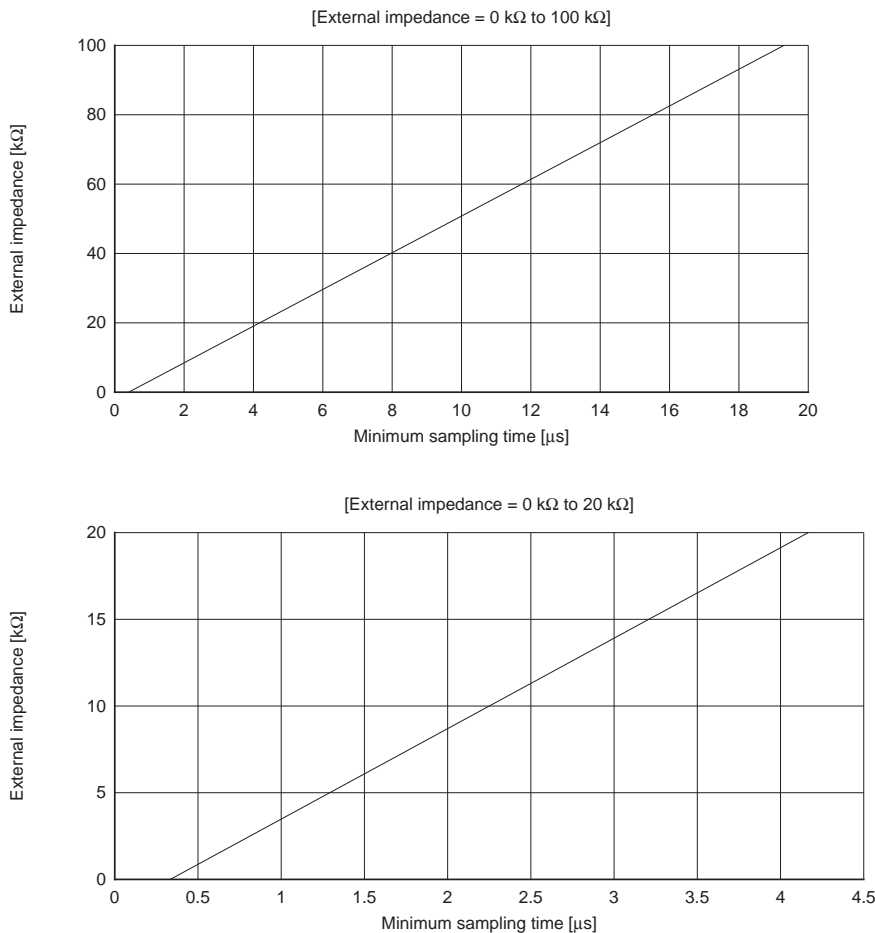 [External impedance = 0 kΩ to 100 kΩ]
External impedance [kΩ]
100
80
60
40
20
0
0 2 4 6 8 10 12 14 16 18 20
Minimum sampling time [μs]
[External impedance = 0 kΩ to 20 kΩ]
External impedance [kΩ]
20
15
10
5
0
0 0.5 1 1.5 2 2.5 3 3.5 4 4.5
Minimum sampling time [μs]